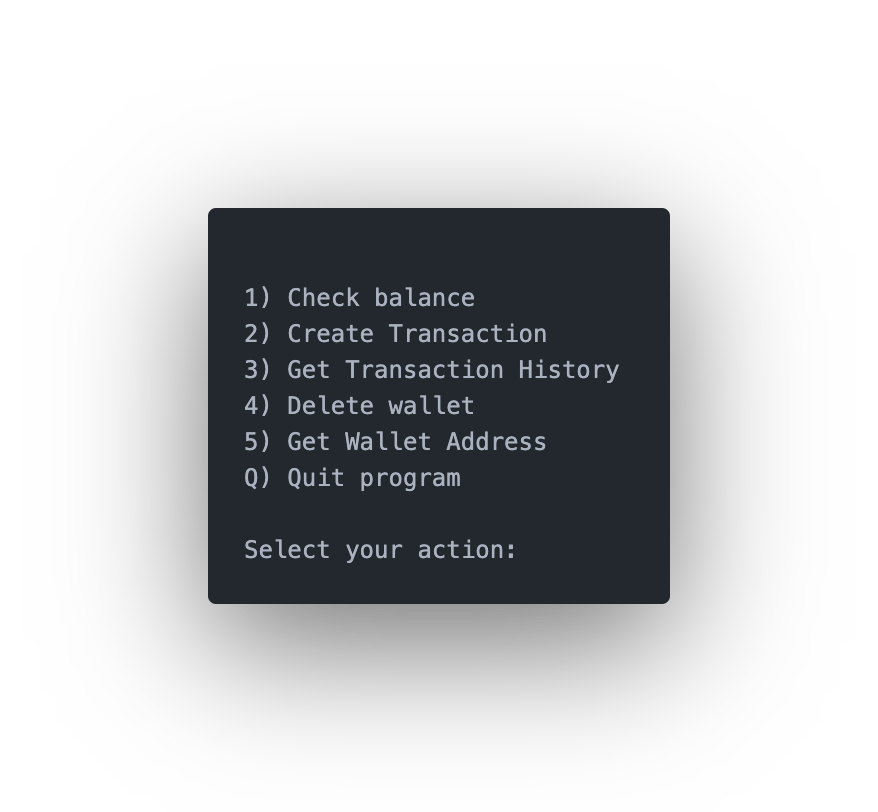 1) Check balance
2) Create Transaction
3) Get Transaction History
4) Delete wallet
5) Get Wallet Address
Q) Quit program
Select your action: